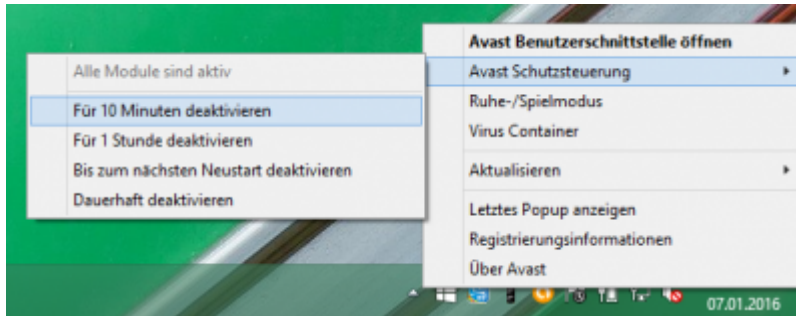 Avast Benutzerschnittstelle öffnen
Avast Schutzsteuerung
Ruhe-/Spielmodus
Virus Container
Aktualisieren
Letztes Popup anzeigen
Registrierungsinformationen
Über Avast
Alle Module sind aktiv
Für 10 Minuten deaktivieren
Für 1 Stunde deaktivieren
Bis zum nächsten Neustart deaktivieren
Dauerhaft deaktivieren
07.01.2016